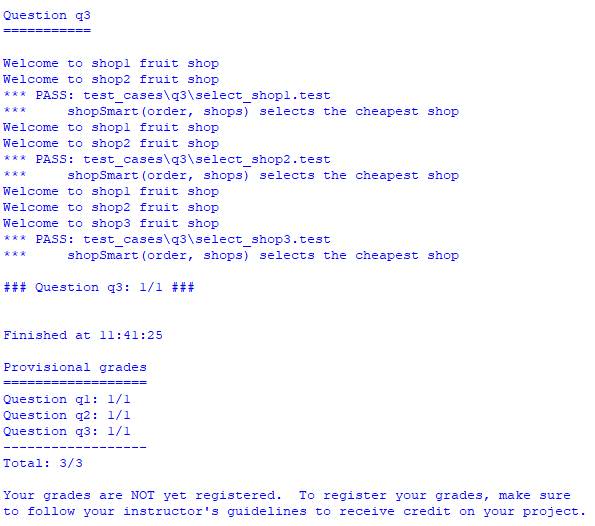 Question q3
===========
Welcome to shop1 fruit shop
Welcome to shop2 fruit shop
*** PASS: test_cases\q3\select_shop1.test
***     shopSmart(order, shops) selects the cheapest shop
Welcome to shop1 fruit shop
Welcome to shop2 fruit shop
*** PASS: test_cases\q3\select_shop2.test
***     shopSmart(order, shops) selects the cheapest shop
Welcome to shop1 fruit shop
Welcome to shop2 fruit shop
Welcome to shop3 fruit shop
*** PASS: test_cases\q3\select_shop3.test
***     shopSmart(order, shops) selects the cheapest shop
### Question q3: 1/1 ###
Finished at 11:41:25
Provisional grades
==================
Question q1: 1/1
Question q2: 1/1
Question q3: 1/1
------------------
Total: 3/3
Your grades are NOT yet registered.  To register your grades, make sure
to follow your instructor's guidelines to receive credit on your project.